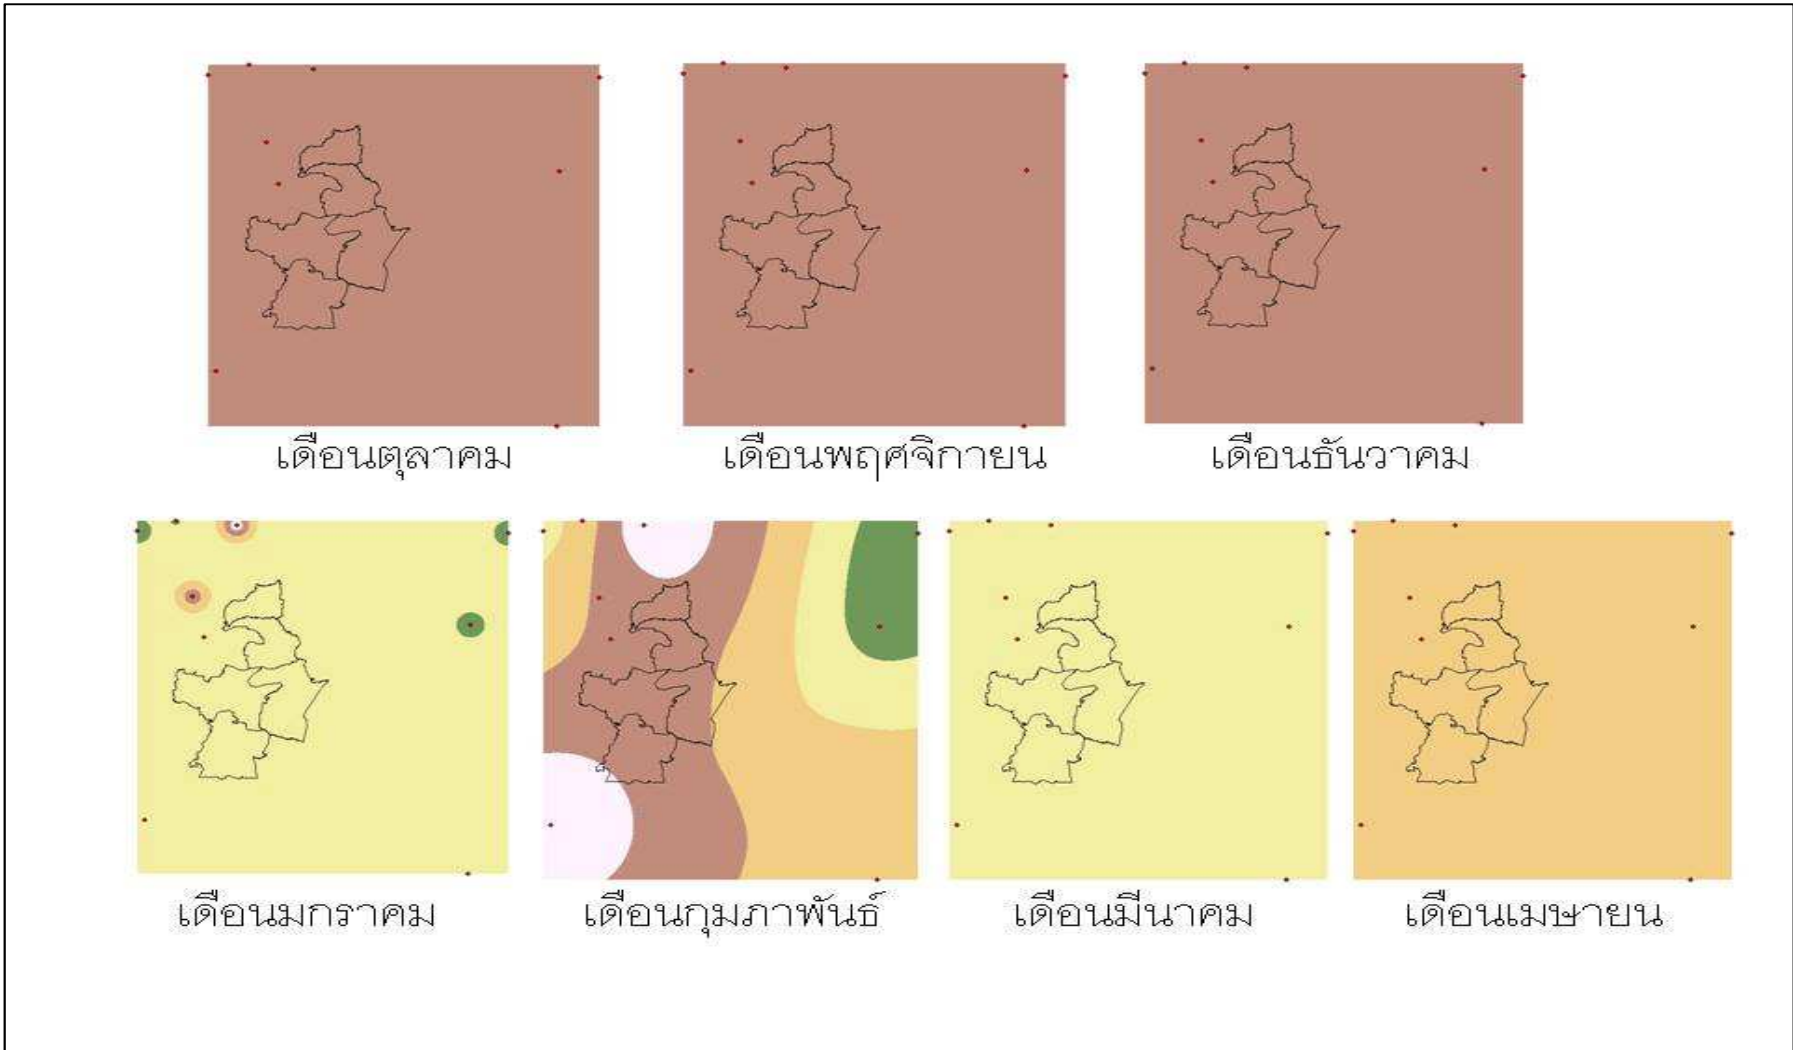 เดือนตุลาคม
เดือนพฤศจิกายน
เดือนธันวาคม
เดือนมกราคม
เดือนกุมภาพันธ์
เดือนมีนาคม
เดือนเมษายน